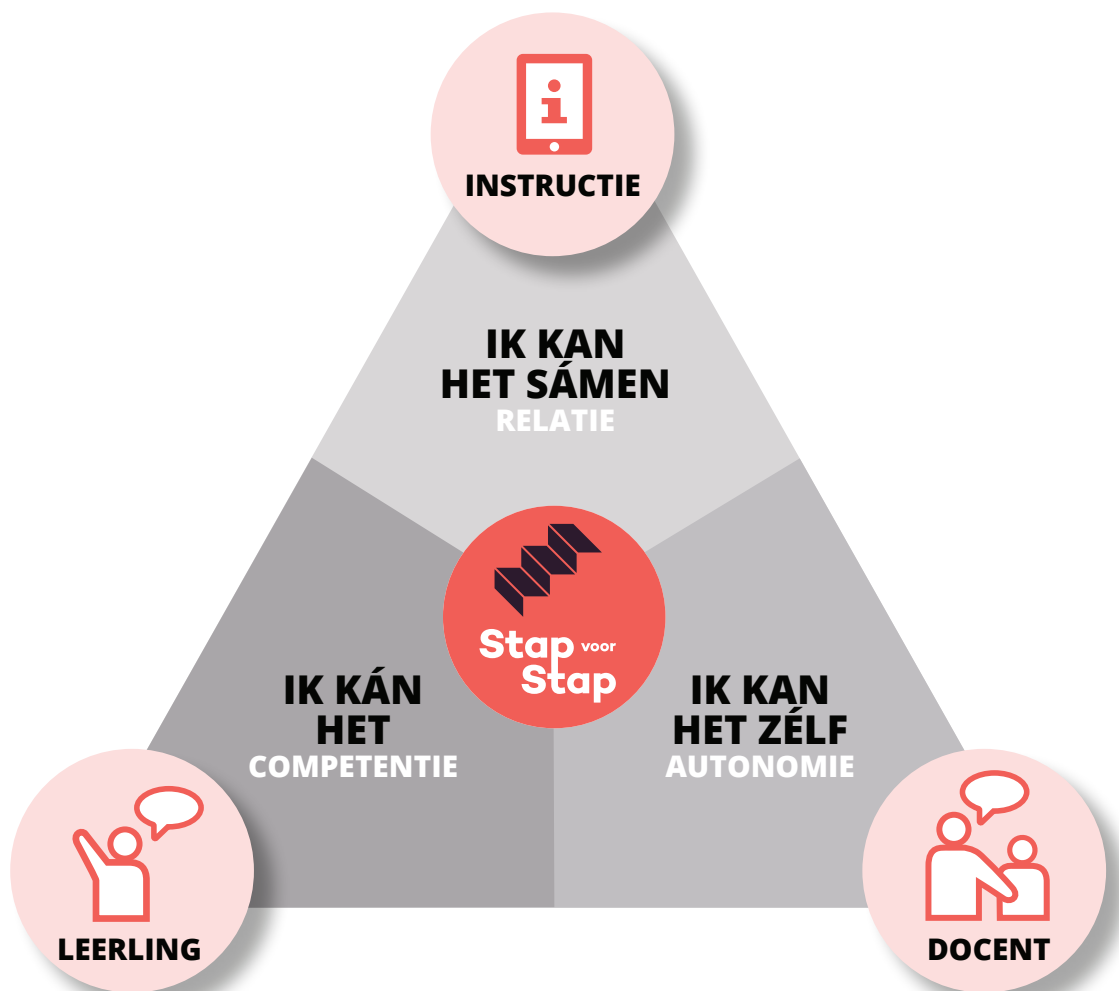 i
INSTRUCTIE
IK KAN
HET SÁMEN
RELATIE
Stap voor
Stap
IK KÁN
HET
COMPETENTIE
IK KAN
HET ZÉLF
AUTONOMIE
LEERLING
DOCENT